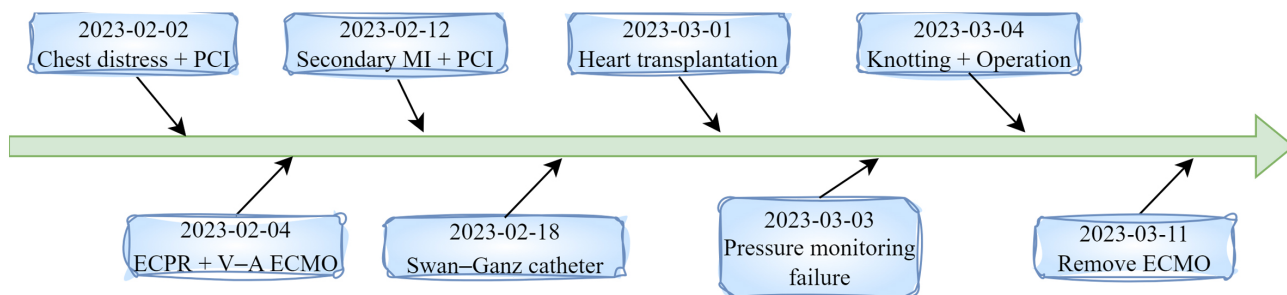 2023-02-02
Chest distress + PCI
2023-02-12
Secondary MI + PCI
2023-03-01
Heart transplantation
2023-03-04
Knotting + Operation
2023-02-04
ECPR + V–A ECMO
2023-02-18
Swan–Ganz catheter
2023-03-03
Pressure monitoring
failure
2023-03-11
Remove ECMO